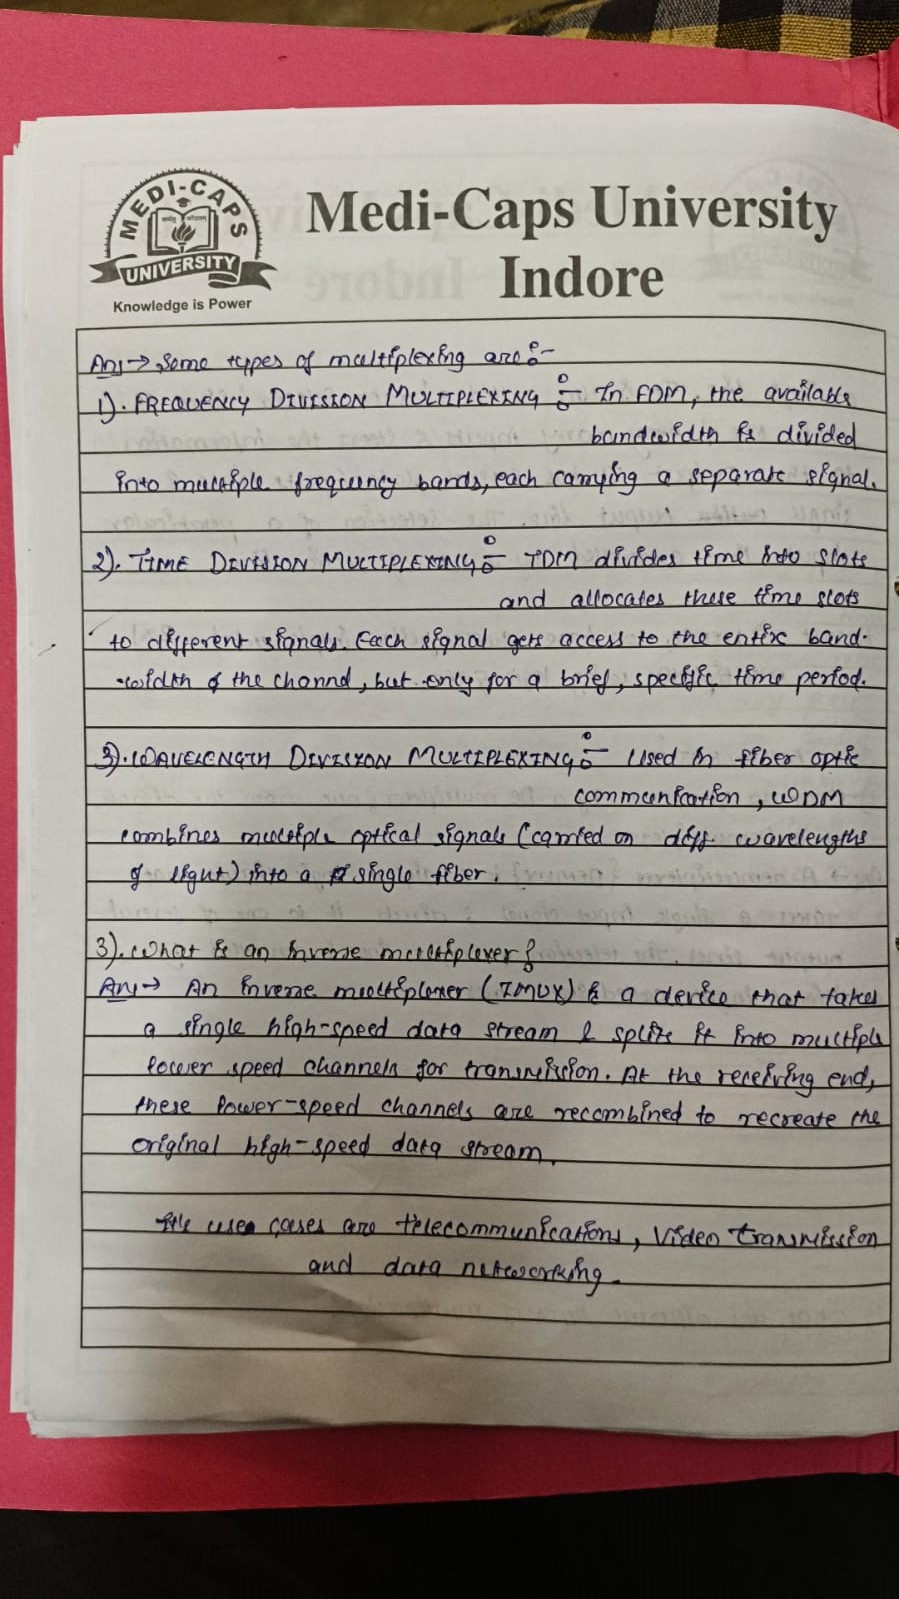 MEDI-CAPS
UNIVERSITY
Knowledge is Power
Medi-Caps University
Indore
Ans → Some types of multiplexing are :-
1). FREQUENCY DIVISION MULTIPLEXING :- In FDM, the available
bandwidth is divided
into multiple frequency bands, each carrying a separate signal.
2). TIME DIVISION MULTIPLEXING :- TDM divides time into slots
and allocates these time slots
to different signals. Each signal gets access to the entire band-
-width of the channel, but only for a brief, specific time period.
3). WAVELENGTH DIVISION MULTIPLEXING :- Used in fiber optic
communication, WDM
combines multiple optical signals (carried on diff. wavelengths
of light) into a single fiber.
3). What is an inverse multiplexer?
Ans → An inverse multiplexer (IMUX) is a device that takes
a single high-speed data stream & splits it into multiple
lower speed channels for transmission. At the receiving end,
these lower-speed channels are recombined to recreate the
original high-speed data stream.
The use cases are telecommunications, Video transmission
and data networking.